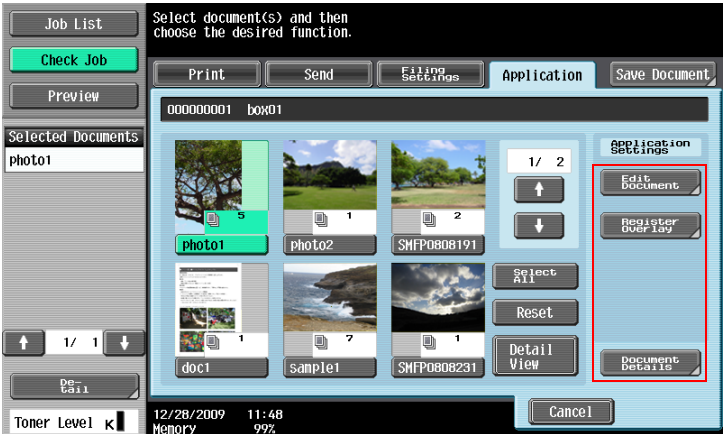 Job List
Check Job
Preview
Selected Documents
photo1
1/ 1
De-
tail
Toner Level K
Select document(s) and then
choose the desired function.
Print
Send
Filing
Settings
Application
Save Document
000000001 box01
5
photo1
1
photo2
2
SMFP0808191
1
doc1
7
sample1
1
SMFP0808231
1/ 2
Select
All
Reset
Detail
View
Application
Settings
Edit
Document
Register
Overlay
Document
Details
Cancel
12/28/2009 11:48
Memory 99%